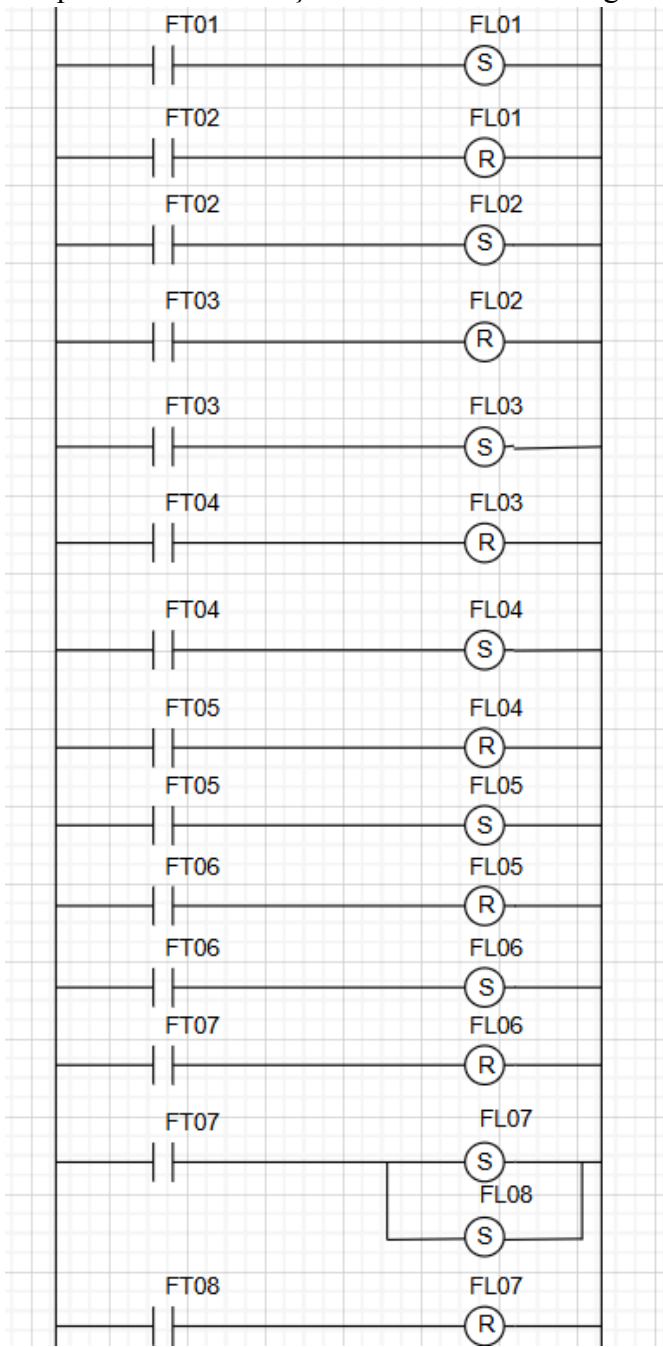 FT01 FL01
S
FT02 FL01
R
FT02 FL02
S
FT03 FL02
R
FT03 FL03
S
FT04 FL03
R
FT04 FL04
S
FT05 FL04
R
FT05 FL05
S
FT06 FL05
R
FT06 FL06
S
FT07 FL06
R
FT07 FL07
S
FL08
S
FT08 FL07
R